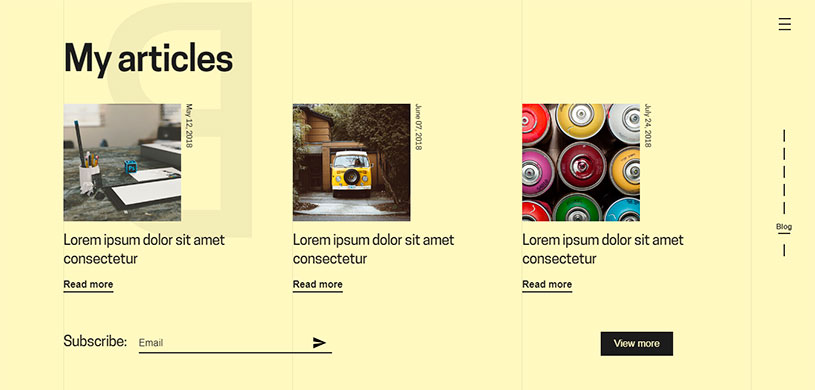 My articles
May 12, 2018
June 07, 2018
July 24, 2018
Lorem ipsum dolor sit amet
consectetur
Read more
Lorem ipsum dolor sit amet
consectetur
Read more
Lorem ipsum dolor sit amet
consectetur
Read more
Blog
Subscribe:
Email
View more